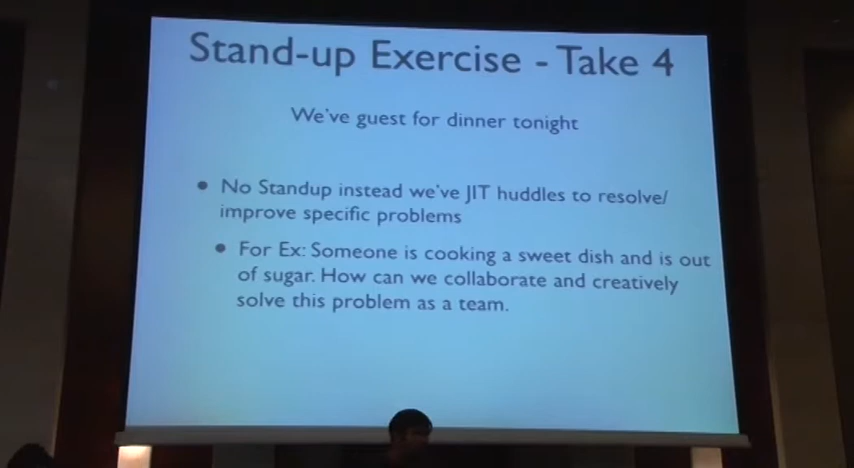 Stand-up Exercise - Take 4
We've guest for dinner tonight
• No Standup instead we've JIT huddles to resolve/
improve specific problems
• For Ex: Someone is cooking a sweet dish and is out
of sugar. How can we collaborate and creatively
solve this problem as a team.